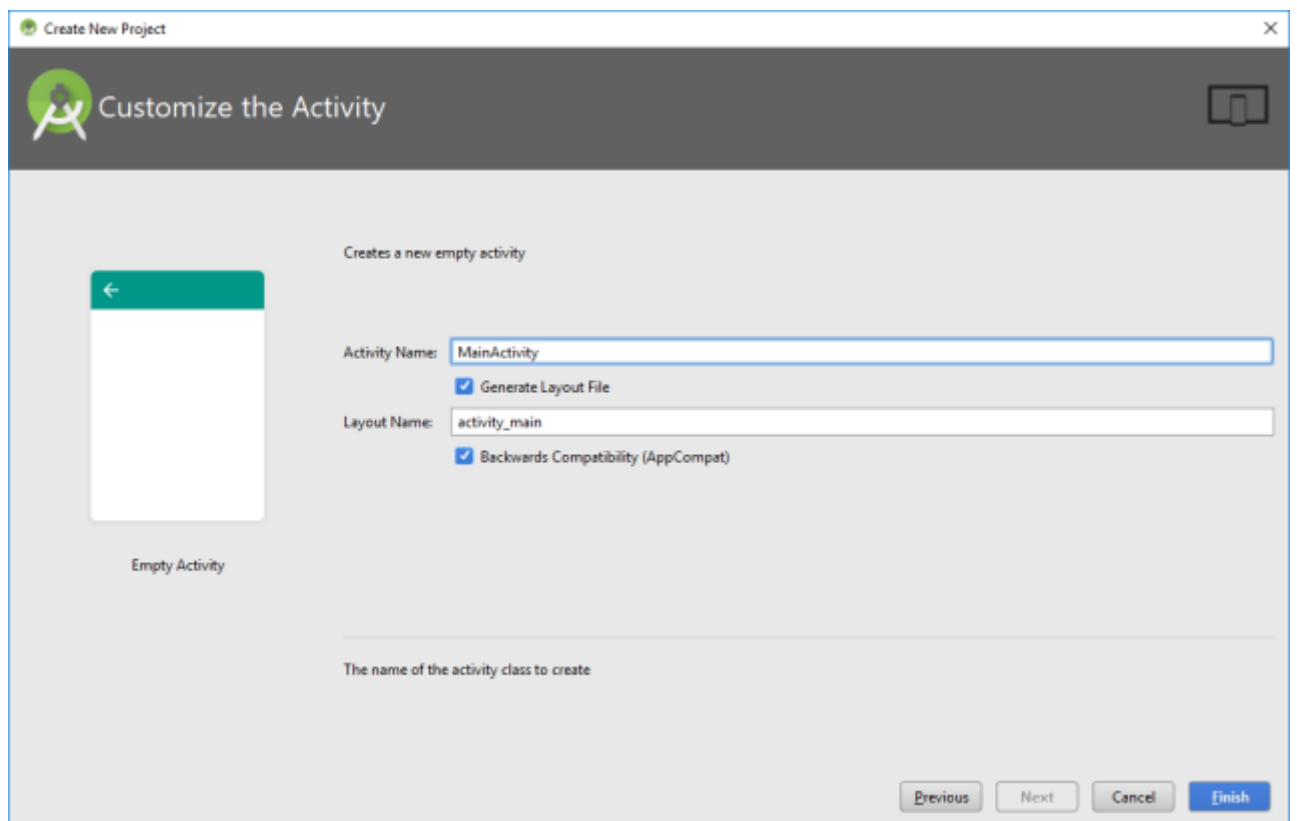 Create New Project
Customize the Activity
Creates a new empty activity
Activity Name: MainActivity
Generate Layout File
Layout Name: activity_main
Backwards Compatibility (AppCompat)
Empty Activity
The name of the activity class to create
Previous Next Cancel Finish